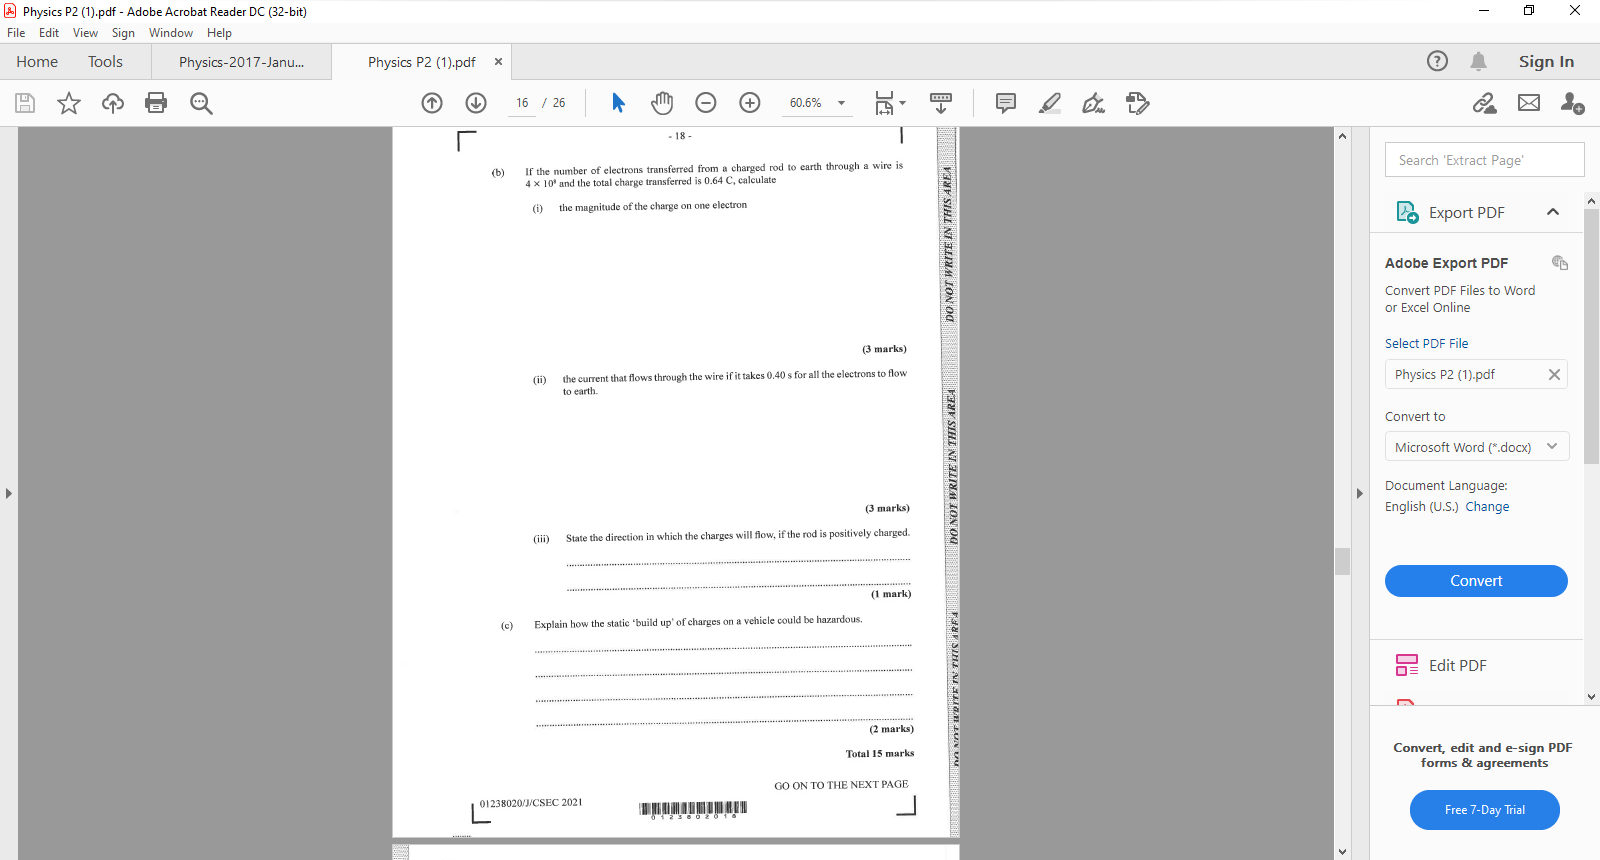 Physics P2 (1).pdf - Adobe Acrobat Reader DC (32-bit)
File Edit View Sign Window Help
Home Tools Physics-2017-Janu... Physics P2 (1).pdf × Sign In
16 / 26 60.6%
- 18 -
(b) If the number of electrons transferred from a charged rod to earth through a wire is
4 × 10⁸ and the total charge transferred is 0.64 C, calculate
(i) the magnitude of the charge on one electron
(3 marks)
(ii) the current that flows through the wire if it takes 0.40 s for all the electrons to flow
to earth.
(3 marks)
(iii) State the direction in which the charges will flow, if the rod is positively charged.
(1 mark)
(c) Explain how the static ‘build up’ of charges on a vehicle could be hazardous.
(2 marks)
Total 15 marks
GO ON TO THE NEXT PAGE
01238020/J/CSEC 2021
0123802018
DO NOT WRITE IN THIS AREA
DO NOT WRITE IN THIS AREA
DO NOT WRITE IN THIS AREA
Search 'Extract Page'
Export PDF
Adobe Export PDF
Convert PDF Files to Word
or Excel Online
Select PDF File
Physics P2 (1).pdf
Convert to
Microsoft Word (*.docx)
Document Language:
English (U.S.) Change
Convert
Edit PDF
Convert, edit and e-sign PDF
forms & agreements
Free 7-Day Trial